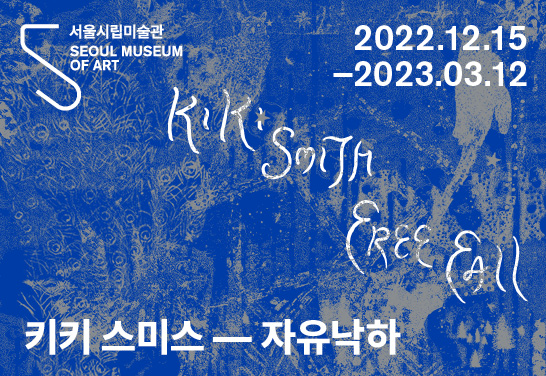 서울시립미술관
SEOUL MUSEUM
OF ART
2022.12.15
–2023.03.12
KiKi
SMITH
FREE FALL
키키 스미스 — 자유낙하